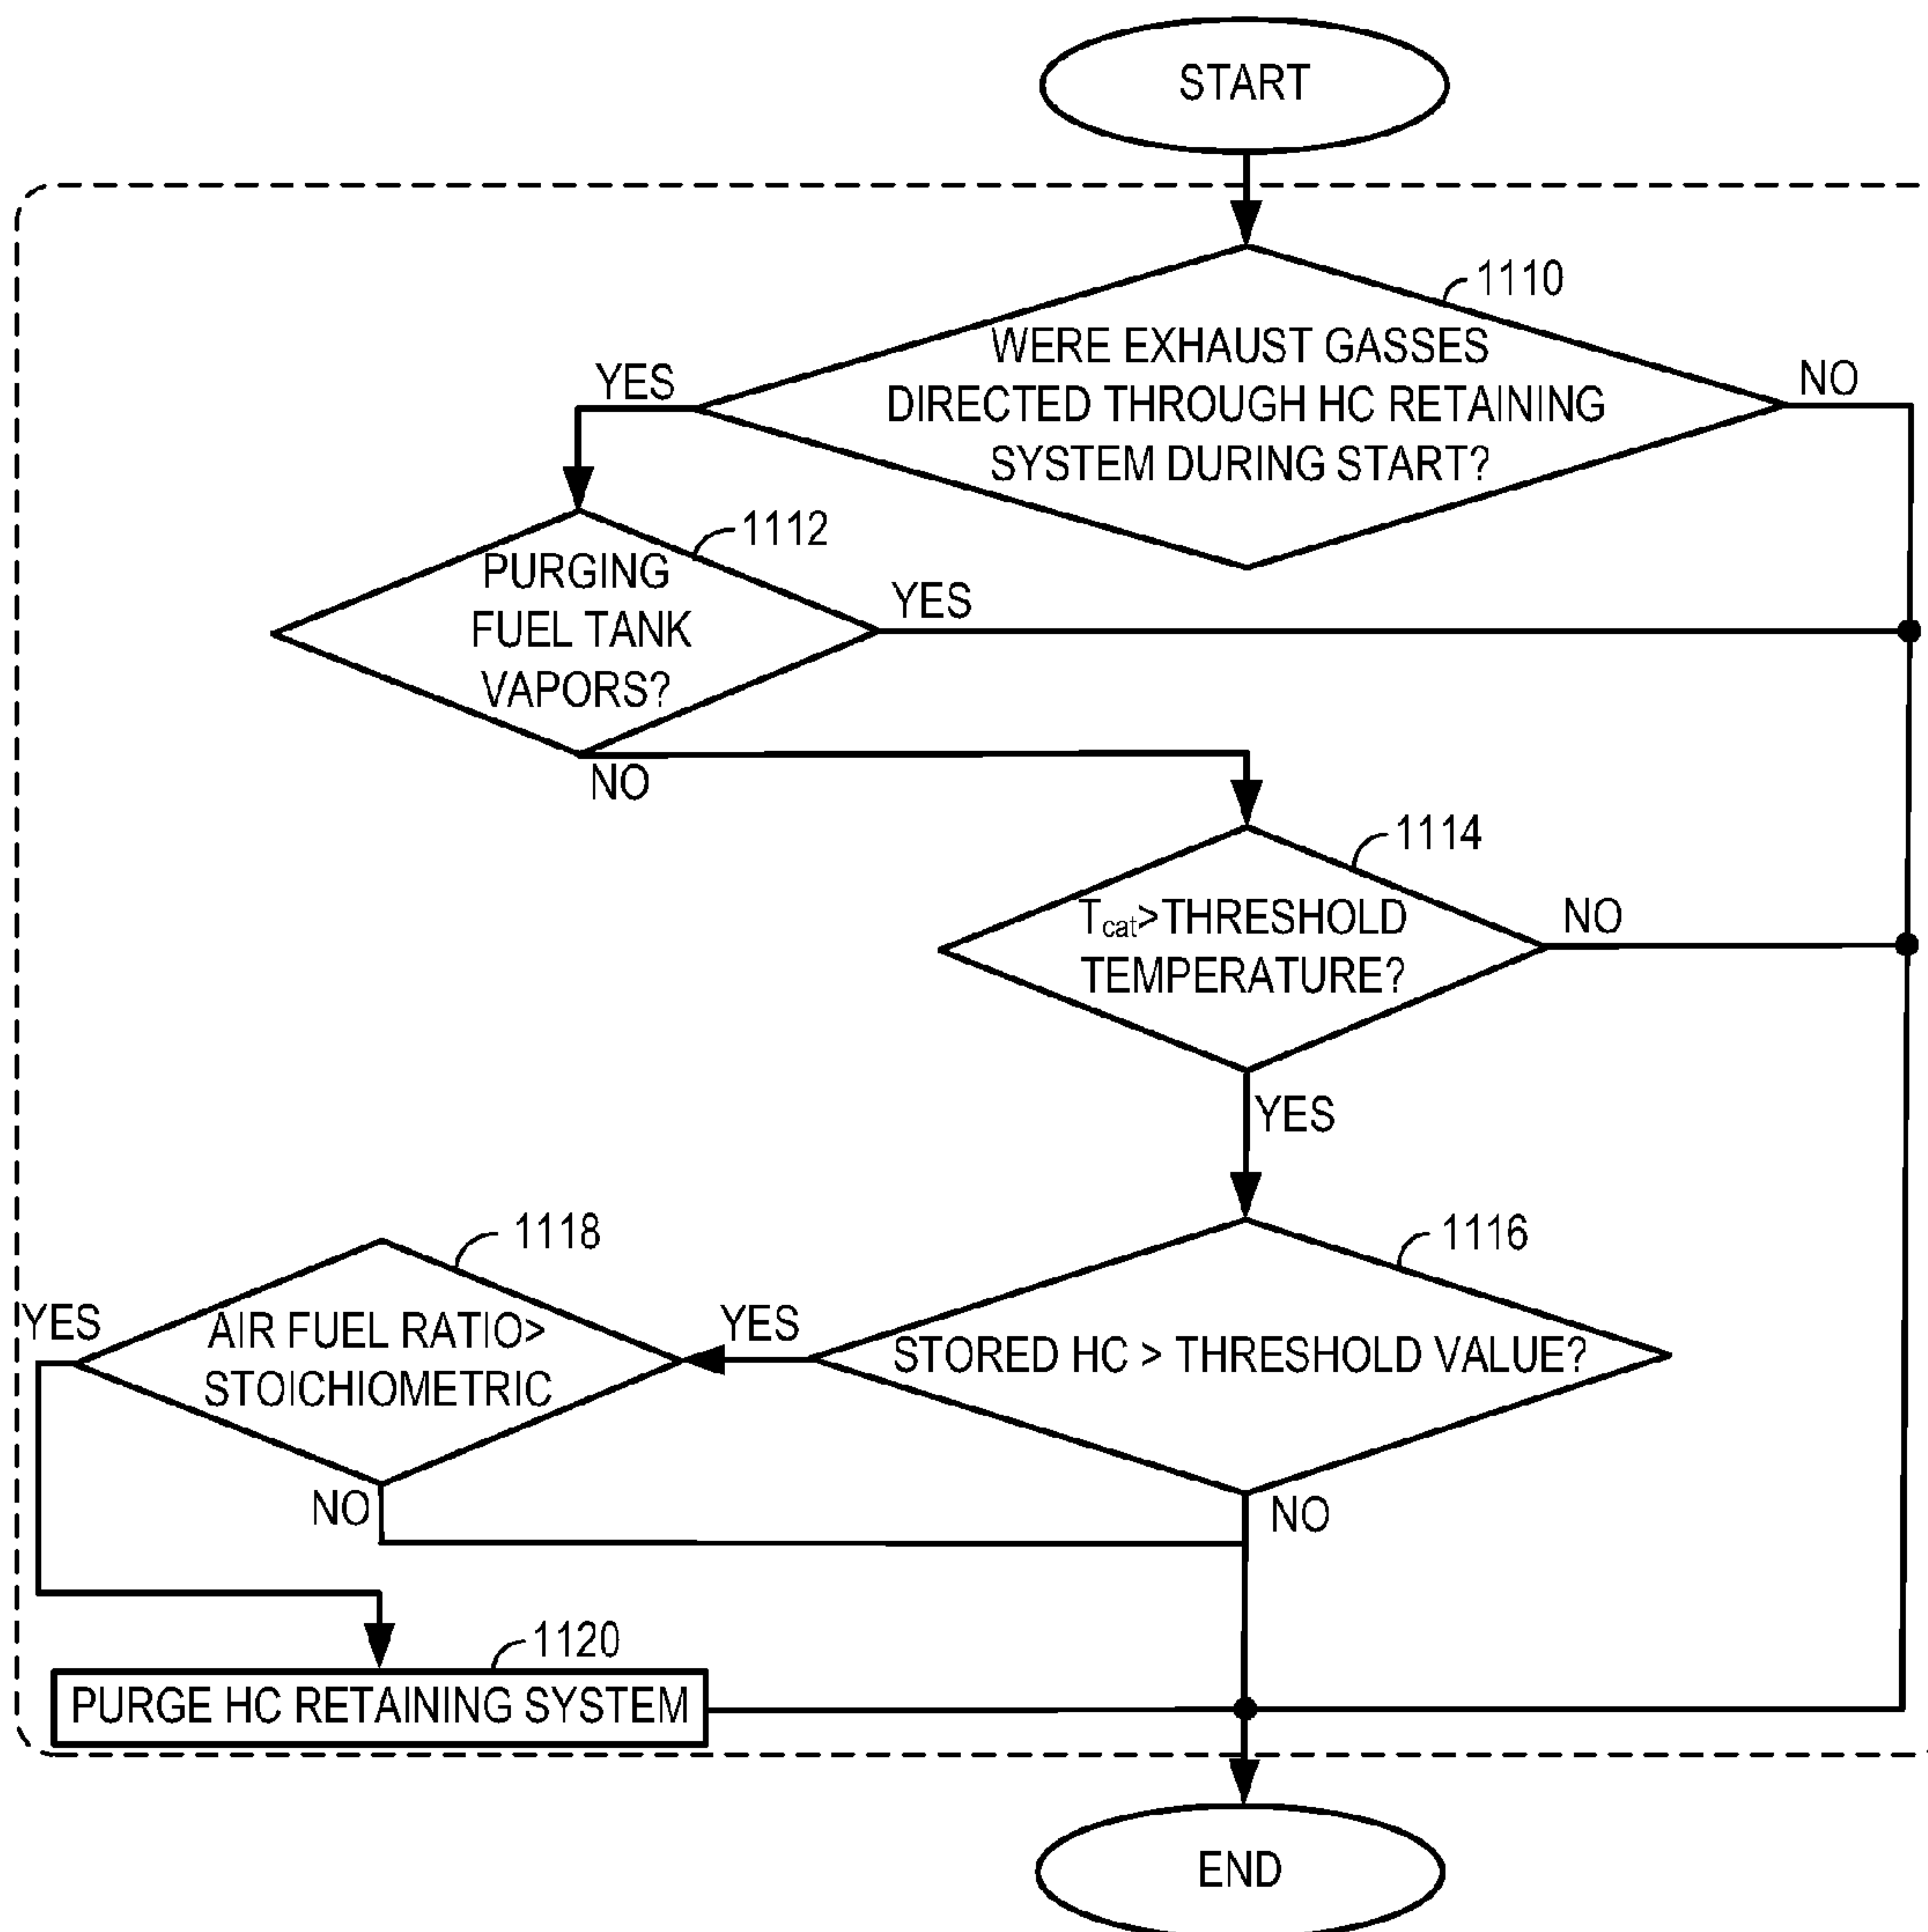 START
1110
WERE EXHAUST GASSES
DIRECTED THROUGH HC RETAINING
SYSTEM DURING START?
YES
NO
1112
PURGING
FUEL TANK
VAPORS?
YES
NO
1114
Tcat>THRESHOLD
TEMPERATURE?
NO
YES
1116
STORED HC > THRESHOLD VALUE?
YES
NO
1118
AIR FUEL RATIO>
STOICHIOMETRIC
YES
NO
1120
PURGE HC RETAINING SYSTEM
END